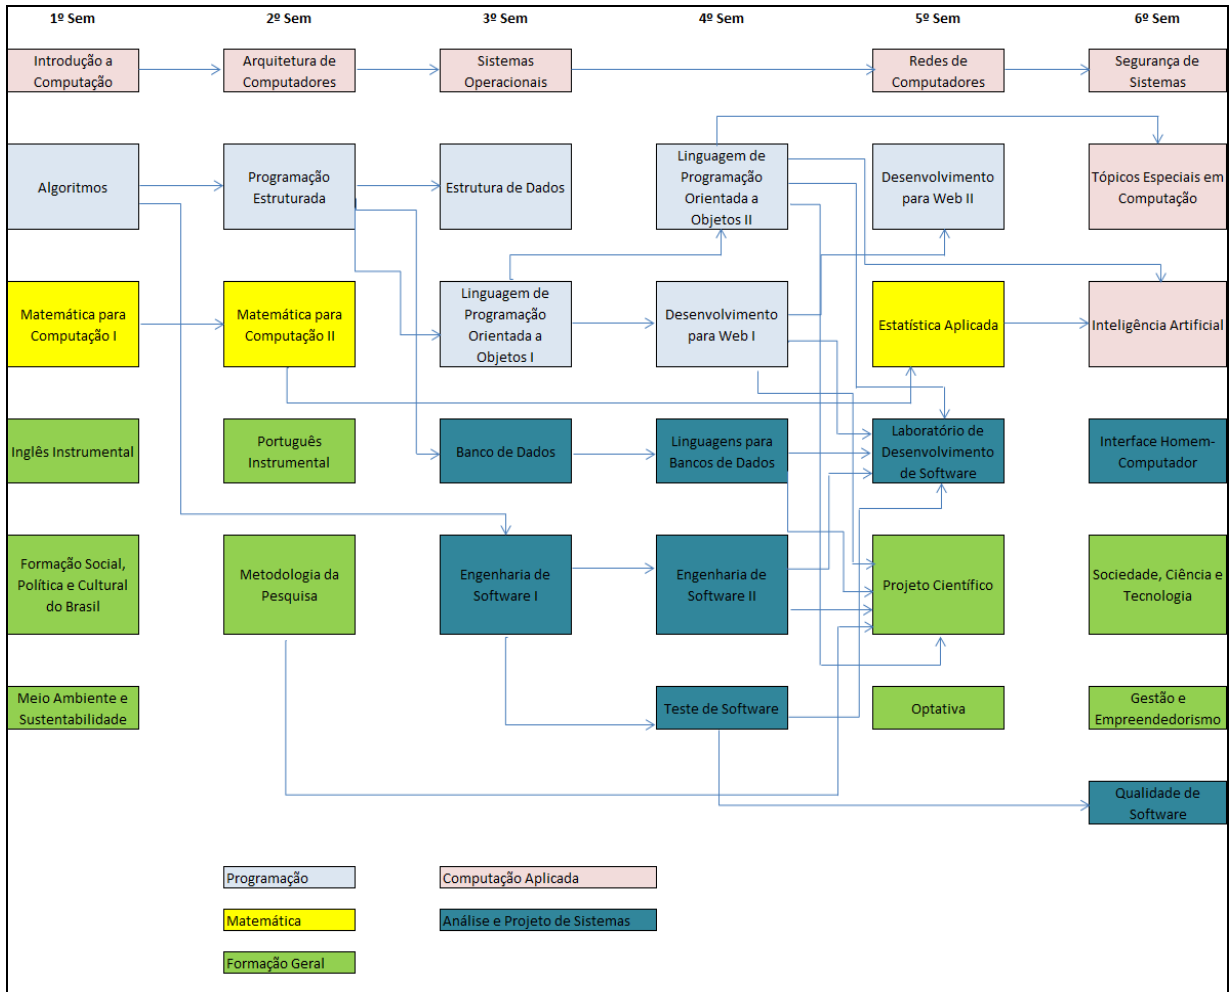 1º Sem
2º Sem
3º Sem
4º Sem
5º Sem
6º Sem
Introdução a
Computação
Arquitetura de
Computadores
Sistemas
Operacionais
Redes de
Computadores
Segurança de
Sistemas
Algoritmos
Programação
Estruturada
Estrutura de Dados
Linguagem de
Programação
Orientada a
Objetos II
Desenvolvimento
para Web II
Tópicos Especiais em
Computação
Matemática para
Computação I
Matemática para
Computação II
Linguagem de
Programação
Orientada a
Objetos I
Desenvolvimento
para Web I
Estatística Aplicada
Inteligência Artificial
Inglês Instrumental
Português
Instrumental
Banco de Dados
Linguagens para
Bancos de Dados
Laboratório de
Desenvolvimento
de Software
Interface Homem-
Computador
Formação Social,
Política e Cultural
do Brasil
Metodologia da
Pesquisa
Engenharia de
Software I
Engenharia de
Software II
Projeto Científico
Sociedade, Ciência e
Tecnologia
Meio Ambiente e
Sustentabilidade
Teste de Software
Optativa
Gestão e
Empreendedorismo
Qualidade de
Software
Programação
Computação Aplicada
Matemática
Análise e Projeto de Sistemas
Formação Geral